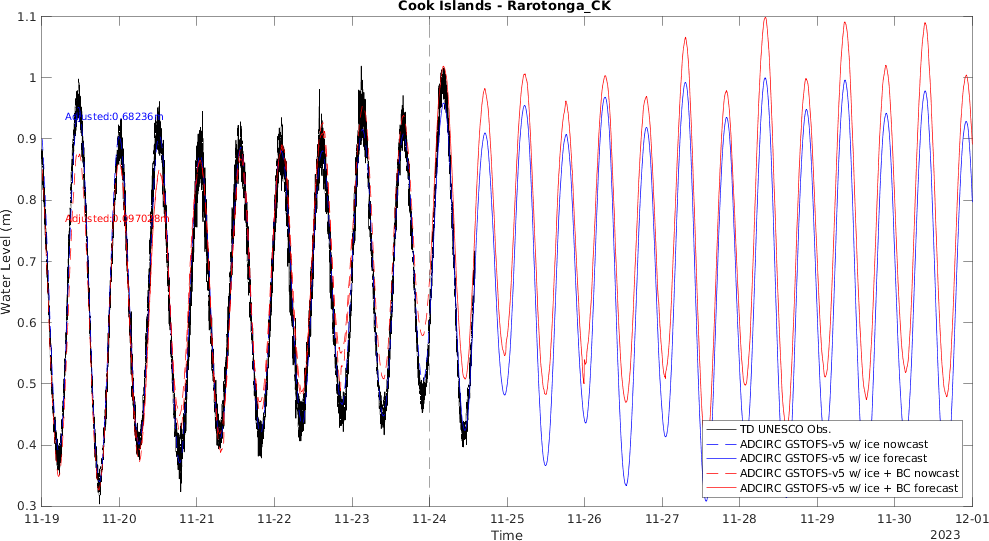 Cook Islands - Rarotonga_CK
1.1
1
0.9
0.8
0.7
0.6
0.5
0.4
0.3
Water Level (m)
Adjusted:0.68236m
Adjusted:0.097028m
TD UNESCO Obs.
ADCIRC GSTOFS-v5 w/ ice nowcast
ADCIRC GSTOFS-v5 w/ ice forecast
ADCIRC GSTOFS-v5 w/ ice + BC nowcast
ADCIRC GSTOFS-v5 w/ ice + BC forecast
11-19 11-20 11-21 11-22 11-23 11-24 11-25 11-26 11-27 11-28 11-29 11-30 12-01
Time
2023